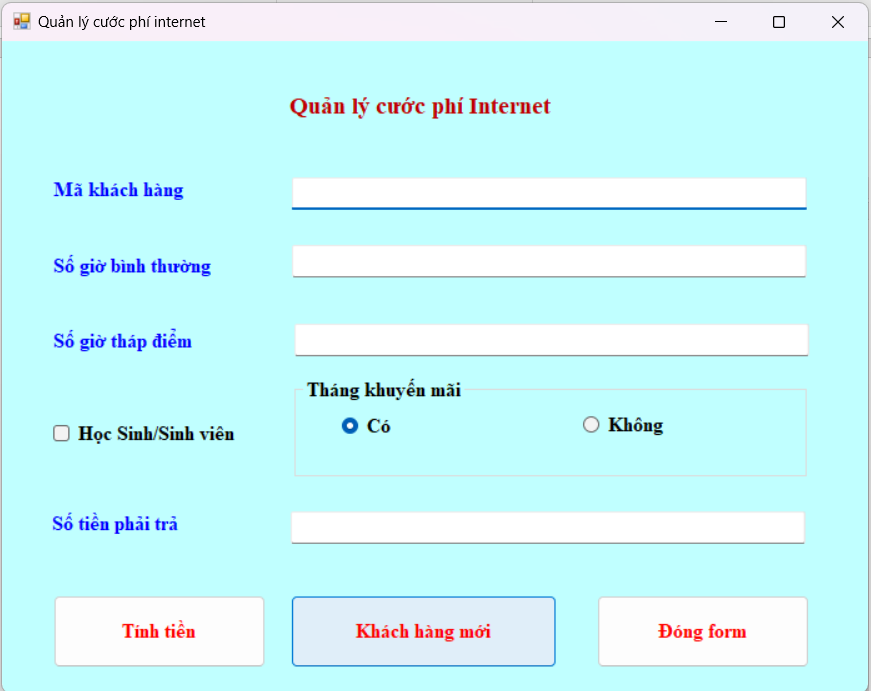 Quản lý cước phí internet
Quản lý cước phí Internet
Mã khách hàng
Số giờ bình thường
Số giờ tháp điểm
Tháng khuyến mãi
Học Sinh/Sinh viên
Có
Không
Số tiền phải trả
Tính tiền
Khách hàng mới
Đóng form